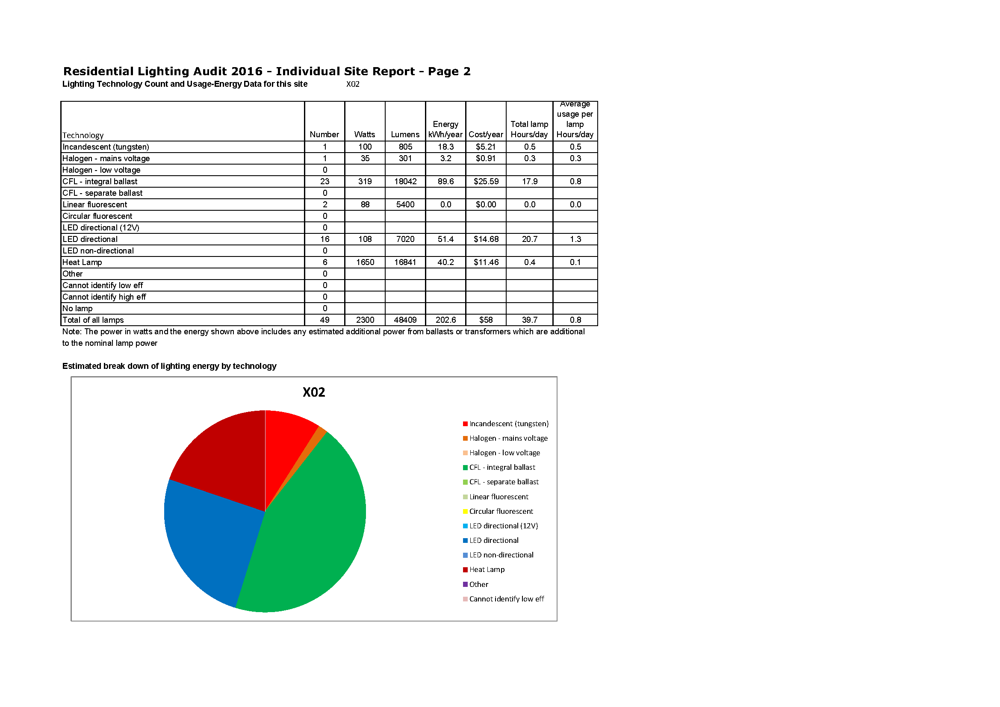 Residential Lighting Audit 2016 - Individual Site Report - Page 2
Lighting Technology Count and Usage-Energy Data for this site X02
Technology Number Watts Lumens Energy kWh/year Cost/year Total lamp Hours/day Average usage per lamp Hours/day
Incandescent (tungsten) 1 100 805 18.3 $5.21 0.5 0.5
Halogen - mains voltage 1 35 301 3.2 $0.91 0.3 0.3
Halogen - low voltage 0
CFL - integral ballast 23 319 18042 89.6 $25.59 17.9 0.8
CFL - separate ballast 0
Linear fluorescent 2 88 5400 0.0 $0.00 0.0 0.0
Circular fluorescent 0
LED directional (12V) 0
LED directional 16 108 7020 51.4 $14.68 20.7 1.3
LED non-directional 0
Heat Lamp 6 1650 16841 40.2 $11.46 0.4 0.1
Other 0
Cannot identify low eff 0
Cannot identify high eff 0
No lamp 0
Total of all lamps 49 2300 48409 202.6 $58 39.7 0.8
Note: The power in watts and the energy shown above includes any estimated additional power from ballasts or transformers which are additional
to the nominal lamp power
Estimated break down of lighting energy by technology
X02
Incandescent (tungsten)
Halogen - mains voltage
Halogen - low voltage
CFL - integral ballast
CFL - separate ballast
Linear fluorescent
Circular fluorescent
LED directional (12V)
LED directional
LED non-directional
Heat Lamp
Other
Cannot identify low eff